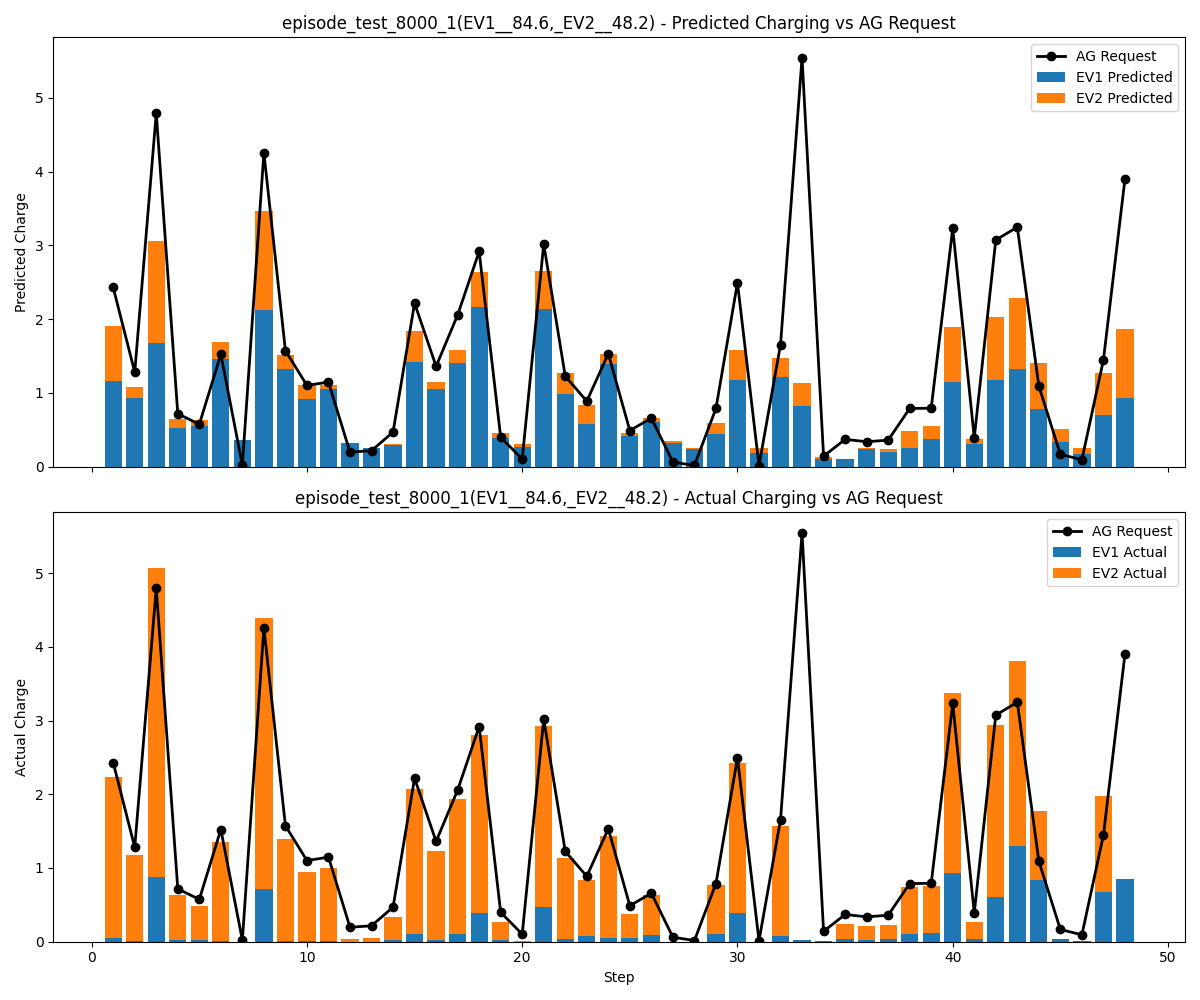 episode_test_8000_1(EV1__84.6,_EV2__48.2) - Predicted Charging vs AG Request
AG Request
EV1 Predicted
EV2 Predicted
Predicted Charge
5
4
3
2
1
0
episode_test_8000_1(EV1__84.6,_EV2__48.2) - Actual Charging vs AG Request
AG Request
EV1 Actual
EV2 Actual
Actual Charge
5
4
3
2
1
0
0 10 20 30 40 50
Step